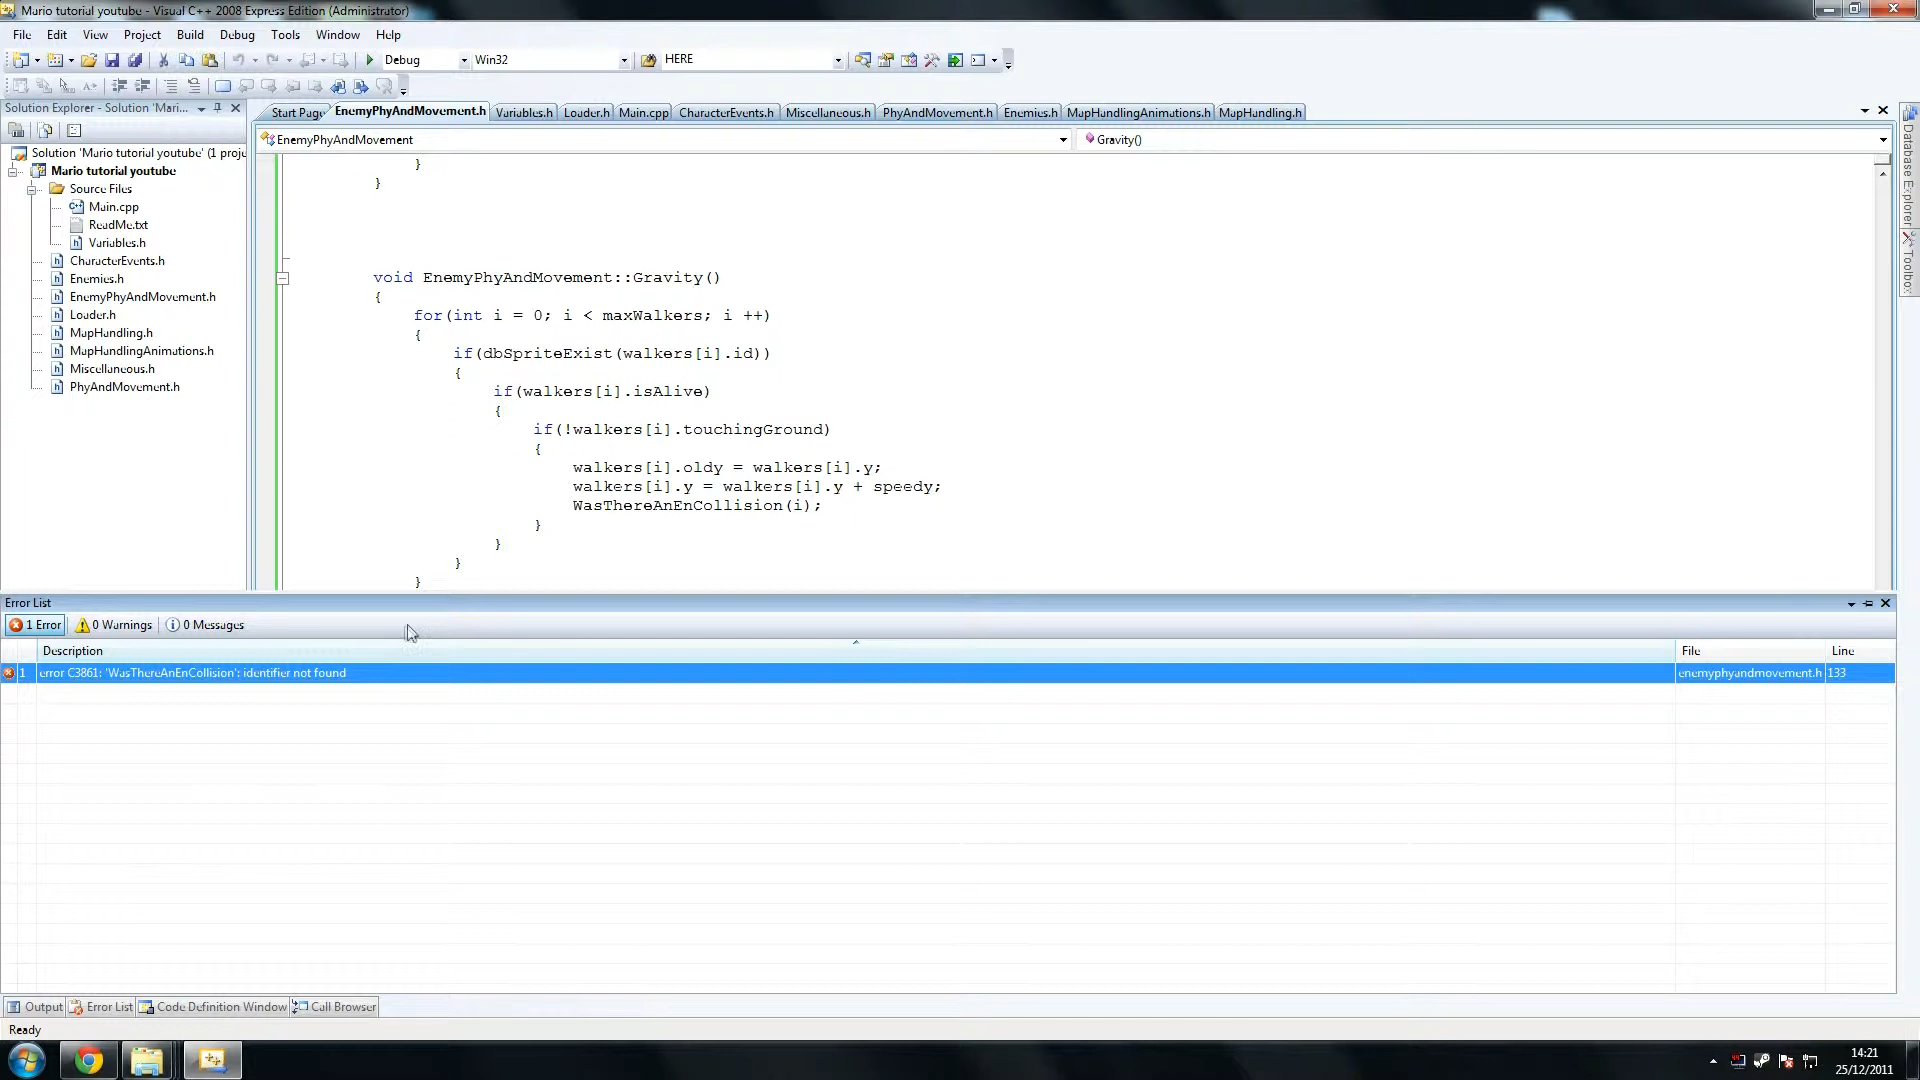 Mario tutorial youtube - Visual C++ 2008 Express Edition (Administrator)
File Edit View Project Build Debug Tools Window Help
Debug Win32 HERE
Solution Explorer - Solution 'Mari...
Start Page EnemyPhyAndMovement.h Variables.h Loader.h Main.cpp CharacterEvents.h Miscellaneous.h PhyAndMovement.h Enemies.h MapHandlingAnimations.h MapHandling.h
EnemyPhyAndMovement Gravity()
Solution 'Mario tutorial youtube' (1 proje
Mario tutorial youtube
Source Files
Main.cpp
ReadMe.txt
Variables.h
CharacterEvents.h
Enemies.h
EnemyPhyAndMovement.h
Loader.h
MapHandling.h
MapHandlingAnimations.h
Miscellaneous.h
PhyAndMovement.h
}
}
void EnemyPhyAndMovement::Gravity()
{
for(int i = 0; i < maxWalkers; i ++)
{
if(dbSpriteExist(walkers[i].id))
{
if(walkers[i].isAlive)
{
if(!walkers[i].touchingGround)
{
walkers[i].oldy = walkers[i].y;
walkers[i].y = walkers[i].y + speedy;
WasThereAnEnCollision(i);
}
}
}
}
Database Explorer
Toolbox
Error List
1 Error 0 Warnings 0 Messages
Description File Line
1 error C3861: 'WasThereAnEnCollision': identifier not found enemyphyandmovement.h 133
Output Error List Code Definition Window Call Browser
Ready
14:21
25/12/2011